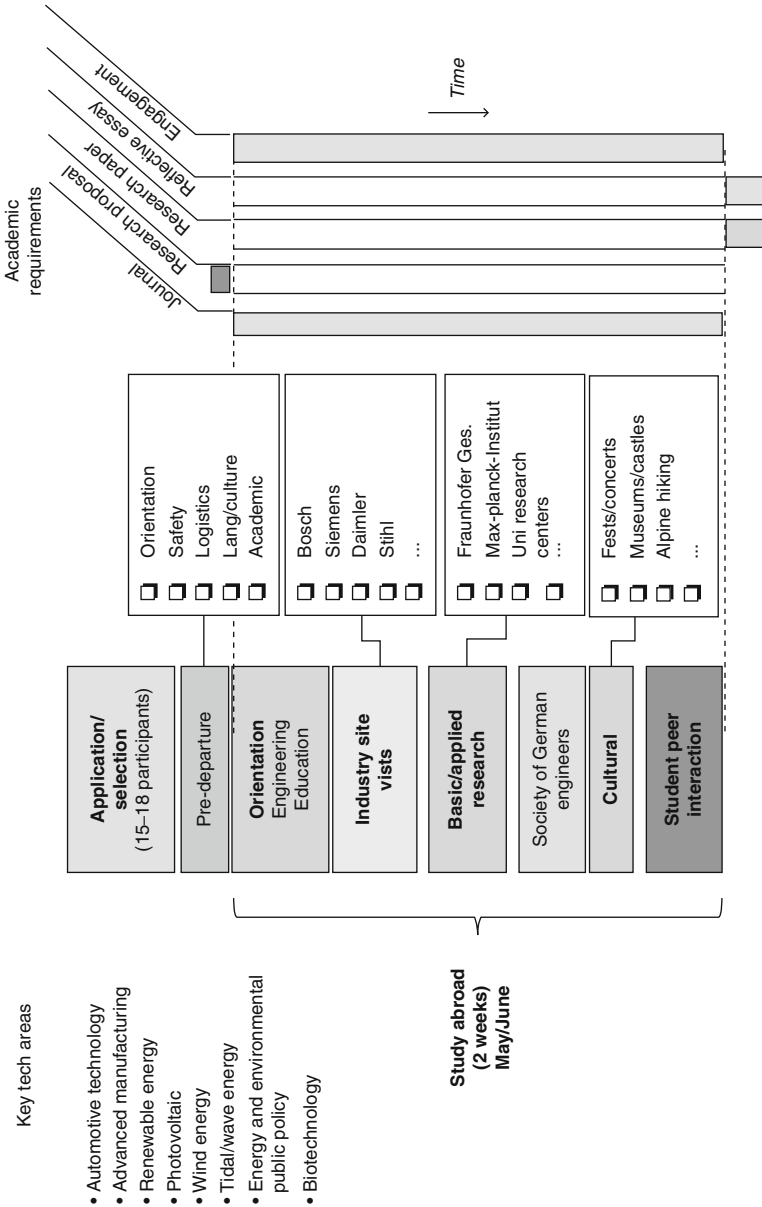 Key tech areas
• Automotive technology
• Advanced manufacturing
• Renewable energy
• Photovoltaic
• Wind energy
• Tidal/wave energy
• Energy and environmental
public policy
• Biotechnology
Study abroad
(2 weeks)
May/June
Application/
selection
(15–18 participants)
Pre-departure
Orientation
Engineering
Education
Industry site
vists
Basic/applied
research
Society of German
engineers
Cultural
Student peer
interaction
Orientation
Safety
Logistics
Lang/culture
Academic
Bosch
Siemens
Daimler
Stihl
...
Fraunhofer Ges.
Max-planck-Institut
Uni research
centers
...
Fests/concerts
Museums/castles
Alpine hiking
...
Academic
requirements
Journal
Research proposal
Research paper
Reflective essay
Engagement
Time